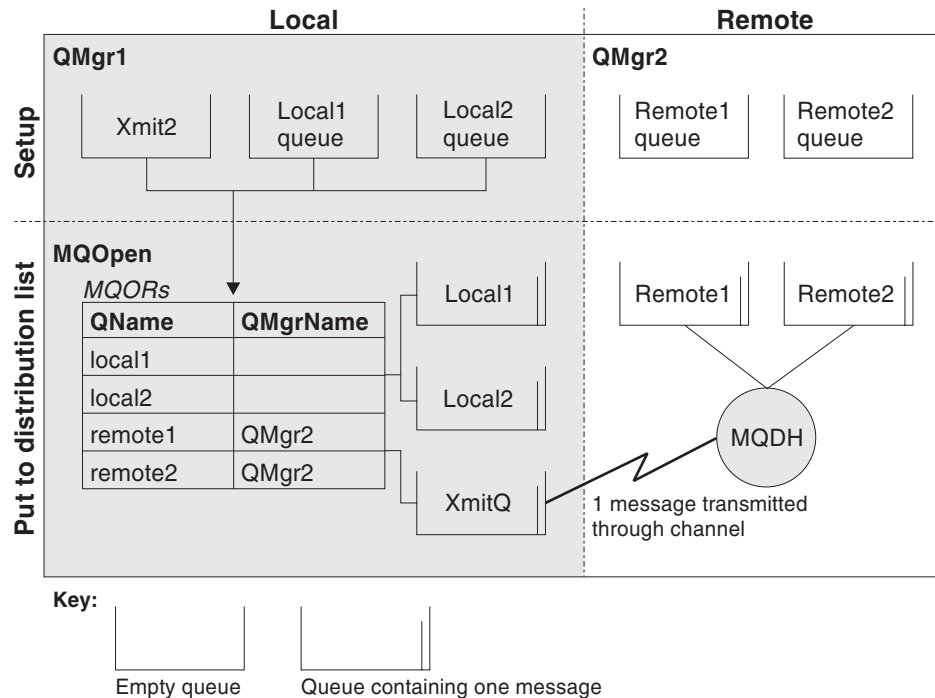 Local
Remote
Setup
QMgr1
QMgr2
Xmit2
Local1
queue
Local2
queue
Remote1
queue
Remote2
queue
Put to distribution list
MQOpen
MQORs
QName QMgrName
local1
local2
remote1 QMgr2
remote2 QMgr2
Local1
Local2
XmitQ
Remote1
Remote2
MQDH
1 message transmitted
through channel
Key:
Empty queue
Queue containing one message